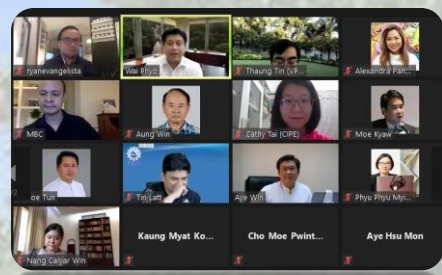 ryanevangelista
Wai Phyo
Thaung Tin (VP...
Alexandra Pan...
MBC
Aung Win
Cathy Tai (CIPE)
Moe Kyaw
oe Tun
Tin Latt
Aye Win
Phyu Phyu Myi...
Nang Calyar Win
Kaung Myat Ko...
Cho Moe Pwint...
Aye Hsu Mon